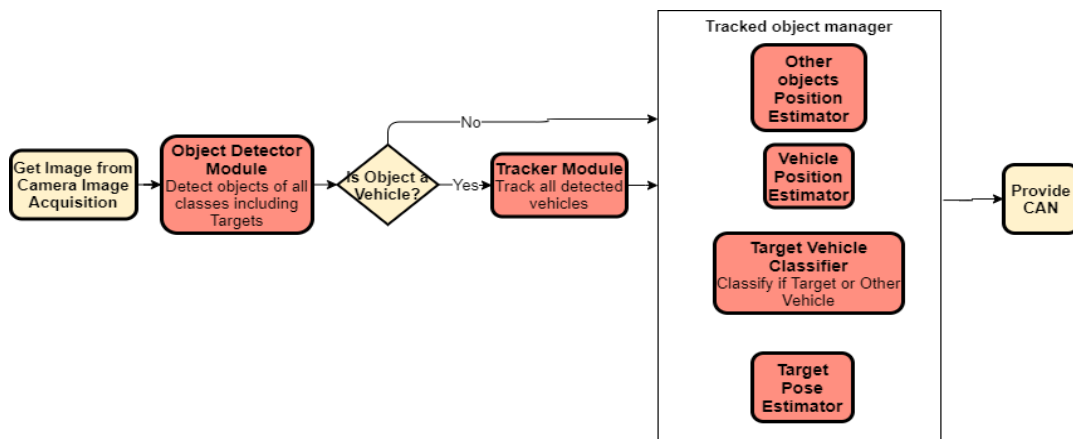 Get Image from
Camera Image
Acquisition
Object Detector
Module
Detect objects of all
classes including
Targets
Is Object a
Vehicle?
No
Yes
Tracker Module
Track all detected
vehicles
Tracked object manager
Other
objects
Position
Estimator
Vehicle
Position
Estimator
Target Vehicle
Classifier
Classify if Target or Other
Vehicle
Target
Pose
Estimator
Provide
CAN